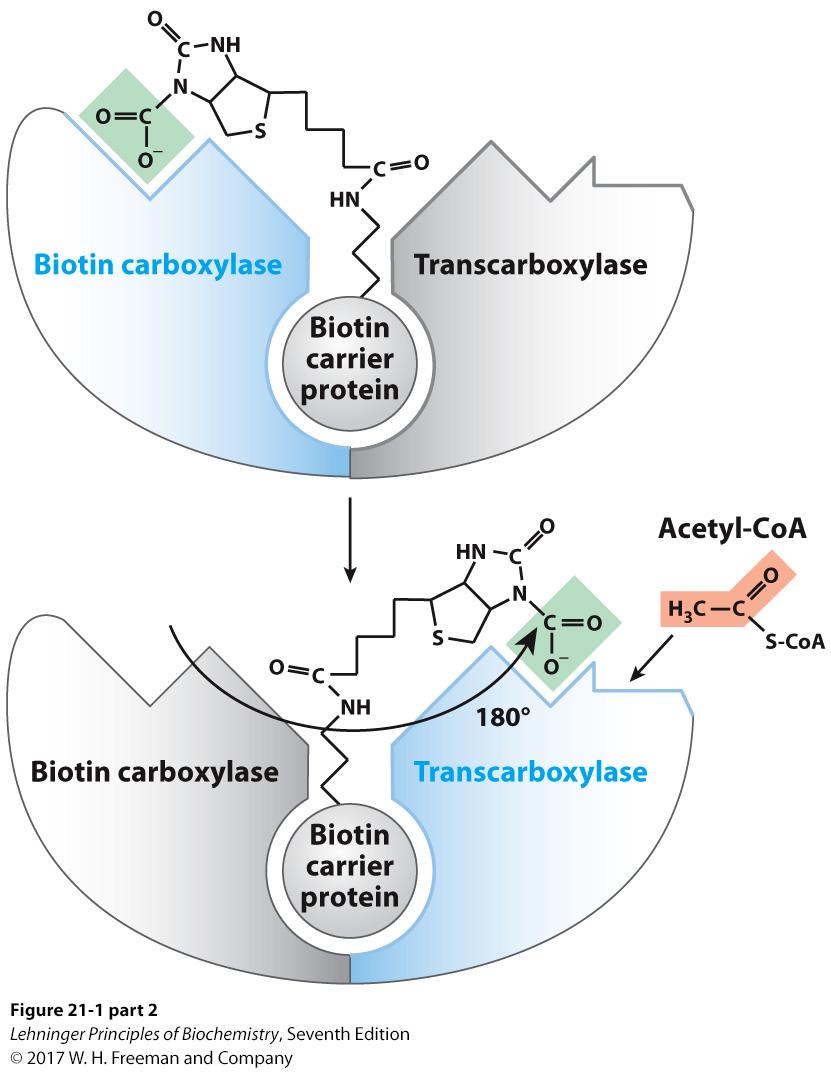 O
C
NH
N
O=C
O⁻
S
C=O
HN
Biotin carboxylase
Transcarboxylase
Biotin
carrier
protein
Acetyl-CoA
O
HN
C
N
O
H₃C—C
C=O
S
S-CoA
O⁻
O=C
NH
180°
Biotin carboxylase
Transcarboxylase
Biotin
carrier
protein
Figure 21-1 part 2
Lehninger Principles of Biochemistry, Seventh Edition
© 2017 W. H. Freeman and Company